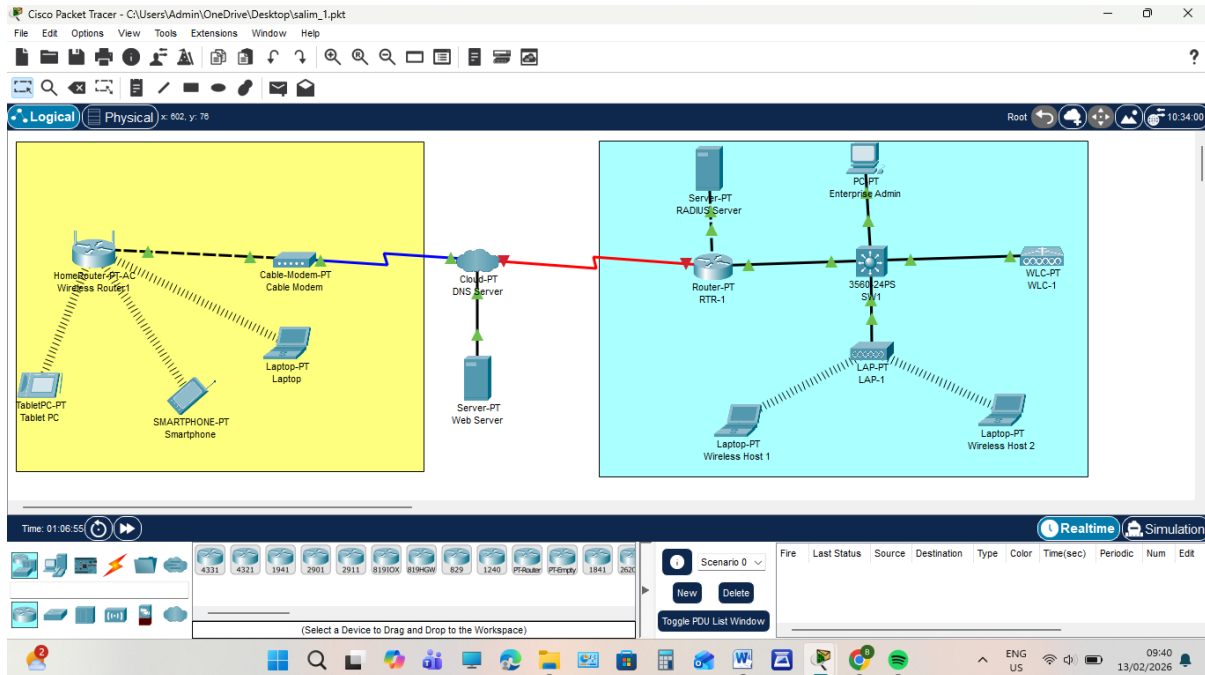 Cisco Packet Tracer - C:\Users\Admin\OneDrive\Desktop\salim_1.pkt
File Edit Options View Tools Extensions Window Help
Logical Physical x: 602, y: 76 Root 10:34:00
Server-PT
RADIUS Server
PC-PT
Enterprise Admin
HomeRouter-PT-AC
Wireless Router1
Cable-Modem-PT
Cable Modem
Cloud-PT
DNS Server
Router-PT
RTR-1
3560-24PS
SW1
WLC-PT
WLC-1
Laptop-PT
Laptop
LAP-PT
LAP-1
TabletPC-PT
Tablet PC
SMARTPHONE-PT
Smartphone
Server-PT
Web Server
Laptop-PT
Wireless Host 1
Laptop-PT
Wireless Host 2
Time: 01:06:55 Realtime Simulation
4331 4321 1941 2901 2911 819IOX 819HGW 829 1240 PT-Router PT-Empty 1841 2620
Scenario 0
New Delete
Toggle PDU List Window
Fire Last Status Source Destination Type Color Time(sec) Periodic Num Edit
(Select a Device to Drag and Drop to the Workspace)
2
ENG
US
09:40
13/02/2026